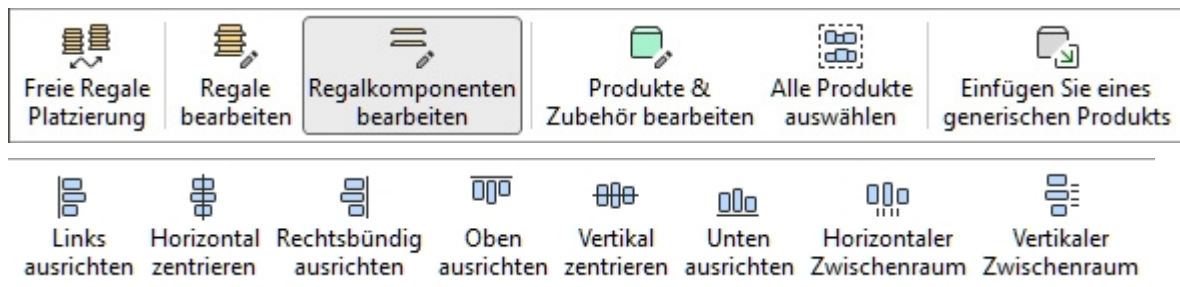 Freie Regale Platzierung
Regale bearbeiten
Regalkomponenten bearbeiten
Produkte & Zubehör bearbeiten
Alle Produkte auswählen
Einfügen Sie eines generischen Produkts
Links ausrichten
Horizontal zentrieren
Rechtsbündig ausrichten
Oben ausrichten
Vertikal zentrieren
Unten ausrichten
Horizontaler Zwischenraum
Vertikaler Zwischenraum